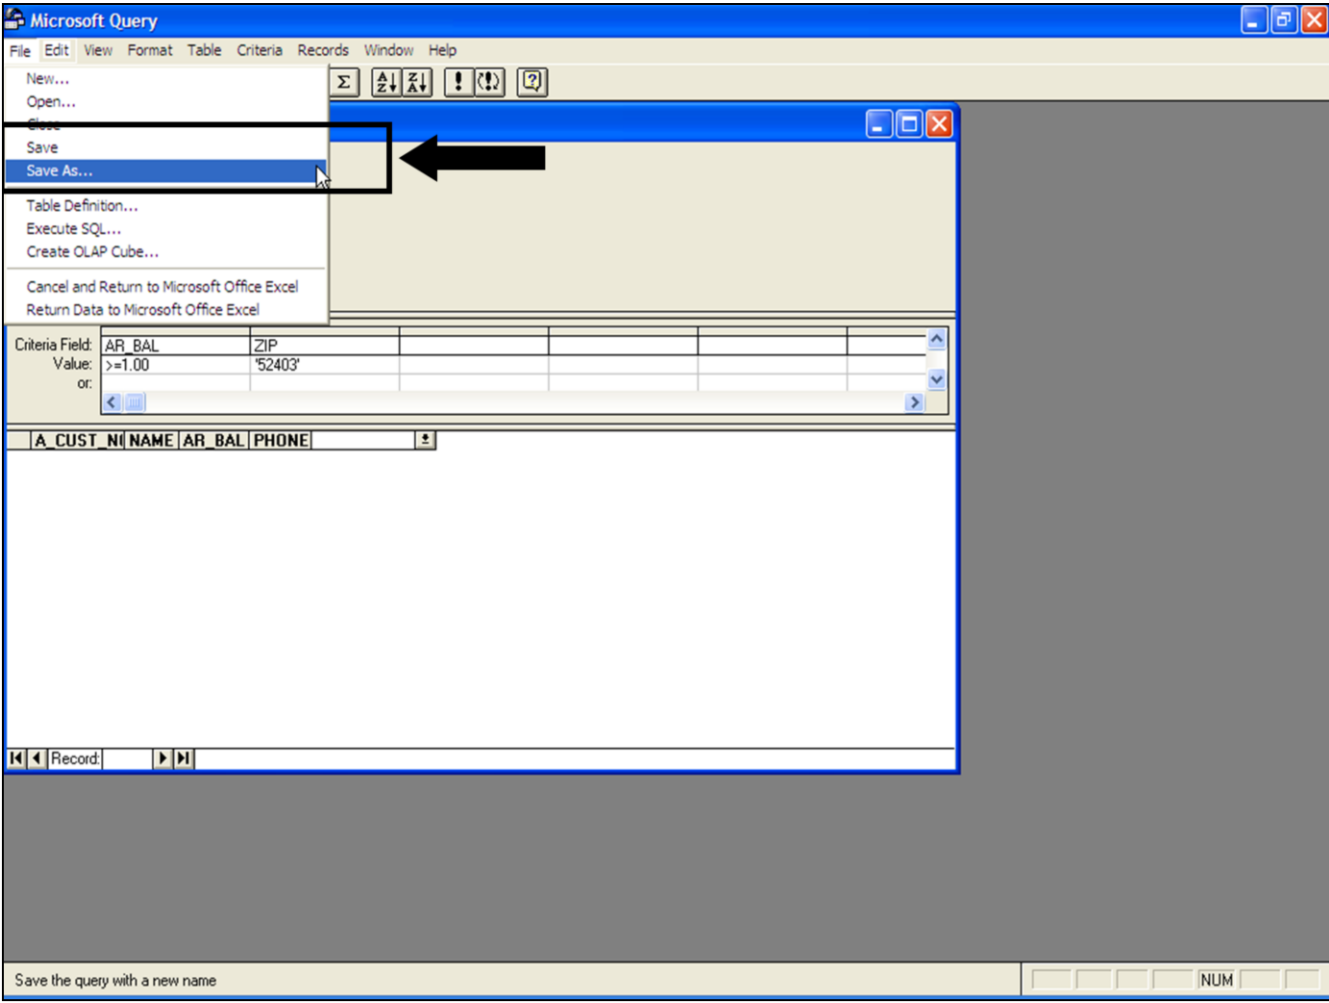 Microsoft Query
File Edit View Format Table Criteria Records Window Help
New...
Open...
Close
Save
Save As...
Table Definition...
Execute SQL...
Create OLAP Cube...
Cancel and Return to Microsoft Office Excel
Return Data to Microsoft Office Excel
Criteria Field: AR_BAL ZIP
Value: >=1.00 '52403'
or:
A_CUST_N NAME AR_BAL PHONE
Record:
Save the query with a new name NUM